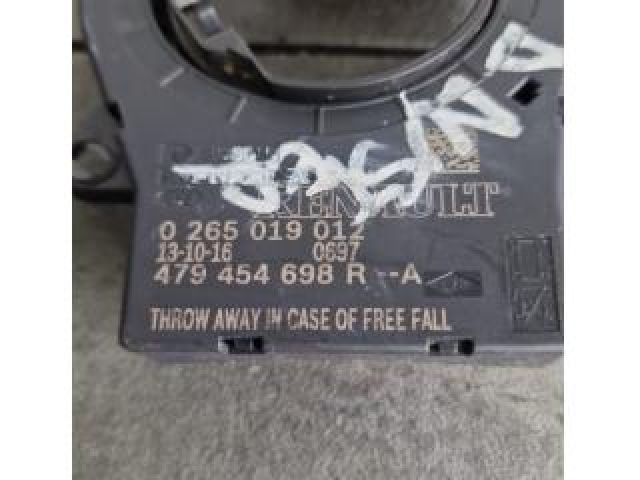 RENAULT
0 265 019 012
13-10-16 0697
479 454 698 R --A
THROW AWAY IN CASE OF FREE FALL